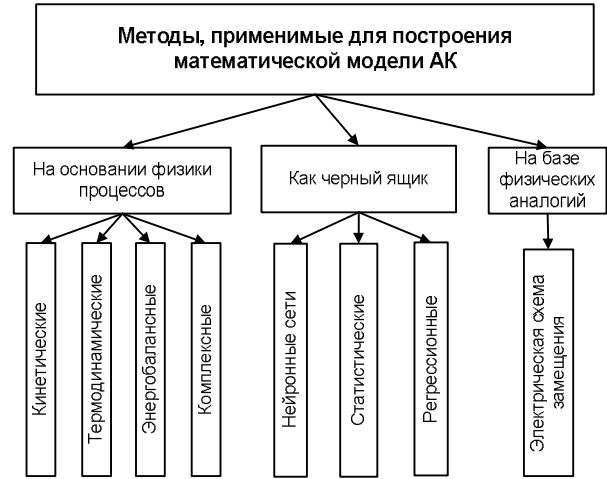 Методы, применимые для построения
математической модели АК
На основании физики
процессов
Как черный ящик
На базе
физических
аналогий
Кинетические
Термодинамические
Энергобалансные
Комплексные
Нейронные сети
Статистические
Регрессионные
Электрическая схема
замещения